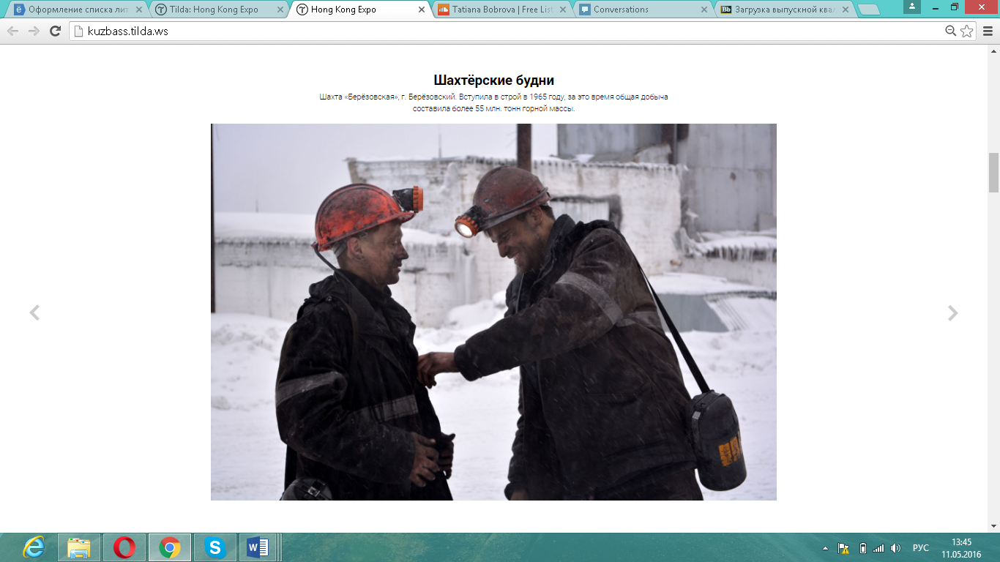 Оформление списка лит
Tilda: Hong Kong Expo
Hong Kong Expo
Tatiana Bobrova | Free List
Conversations
Bb
Загрузка выпускной ква
kuzbass.tilda.ws
Шахтёрские будни
Шахта «Берёзовская», г. Берёзовский. Вступила в строй в 1965 году, за это время общая добыча
составила более 55 млн. тонн горной массы.
РУС
13:45
11.05.2016